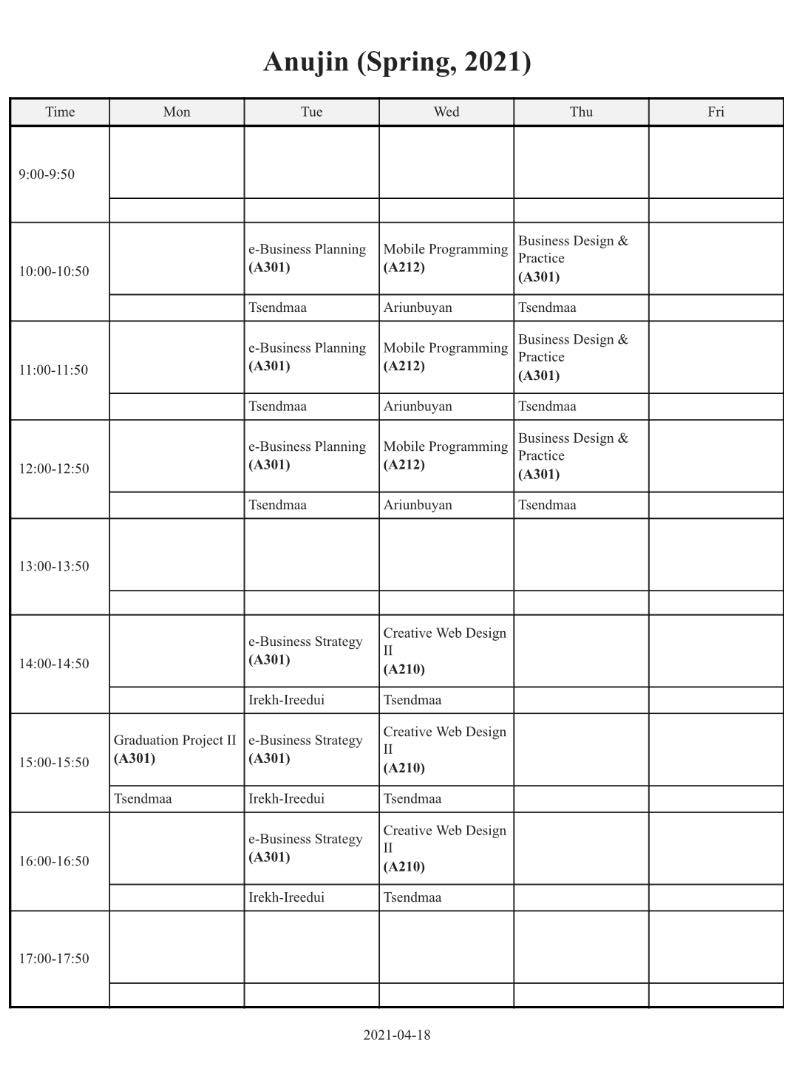 Anujin (Spring, 2021)
Time Mon Tue Wed Thu Fri
9:00-9:50
10:00-10:50
e-Business Planning
(A301)
Mobile Programming
(A212)
Business Design &
Practice
(A301)
Tsendmaa Ariunbuyan Tsendmaa
11:00-11:50
e-Business Planning
(A301)
Mobile Programming
(A212)
Business Design &
Practice
(A301)
Tsendmaa Ariunbuyan Tsendmaa
12:00-12:50
e-Business Planning
(A301)
Mobile Programming
(A212)
Business Design &
Practice
(A301)
Tsendmaa Ariunbuyan Tsendmaa
13:00-13:50
14:00-14:50
e-Business Strategy
(A301)
Creative Web Design
II
(A210)
Irekh-Ireedui Tsendmaa
15:00-15:50
Graduation Project II
(A301)
e-Business Strategy
(A301)
Creative Web Design
II
(A210)
Tsendmaa Irekh-Ireedui Tsendmaa
16:00-16:50
e-Business Strategy
(A301)
Creative Web Design
II
(A210)
Irekh-Ireedui Tsendmaa
17:00-17:50
2021-04-18